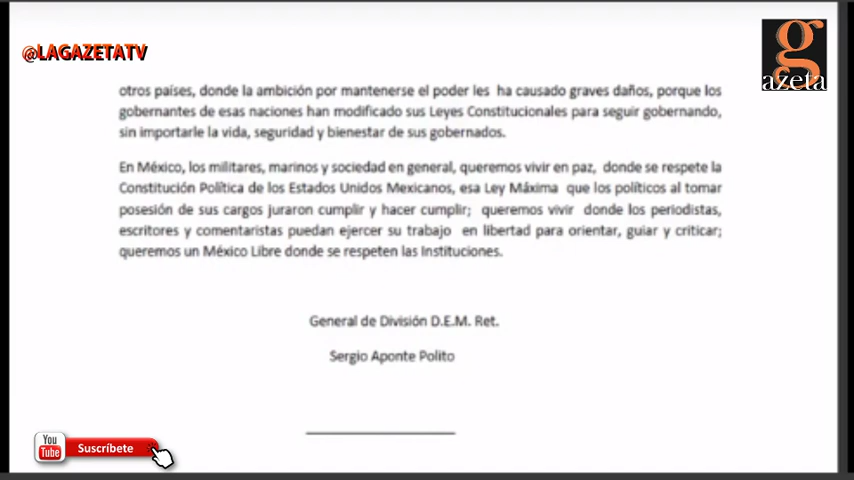 @LAGAZETATV
g
azeta
otros países, donde la ambición por mantenerse el poder les ha causado graves daños, porque los
gobernantes de esas naciones han modificado sus Leyes Constitucionales para seguir gobernando,
sin importarle la vida, seguridad y bienestar de sus gobernados.
En México, los militares, marinos y sociedad en general, queremos vivir en paz, donde se respete la
Constitución Política de los Estados Unidos Mexicanos, esa Ley Máxima que los políticos al tomar
posesión de sus cargos juraron cumplir y hacer cumplir; queremos vivir donde los periodistas,
escritores y comentaristas puedan ejercer su trabajo en libertad para orientar, guiar y criticar;
queremos un México Libre donde se respeten las Instituciones.
General de División D.E.M. Ret.
Sergio Aponte Polito
You
Tube
Suscríbete